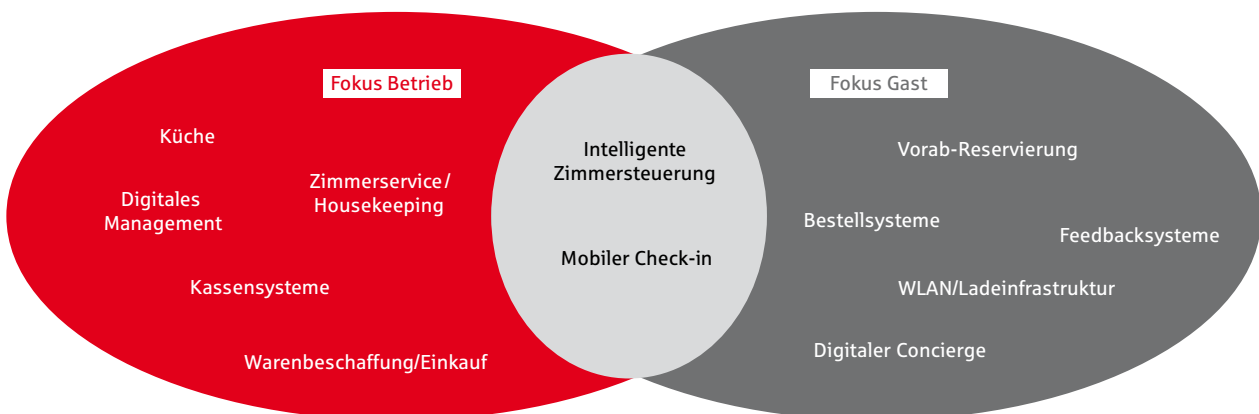 Fokus Betrieb
Küche
Zimmerservice/
Housekeeping
Digitales
Management
Kassensysteme
Warenbeschaffung/Einkauf
Intelligente
Zimmersteuerung
Mobiler Check-in
Fokus Gast
Vorab-Reservierung
Bestellsysteme
Feedbacksysteme
WLAN/Ladeinfrastruktur
Digitaler Concierge